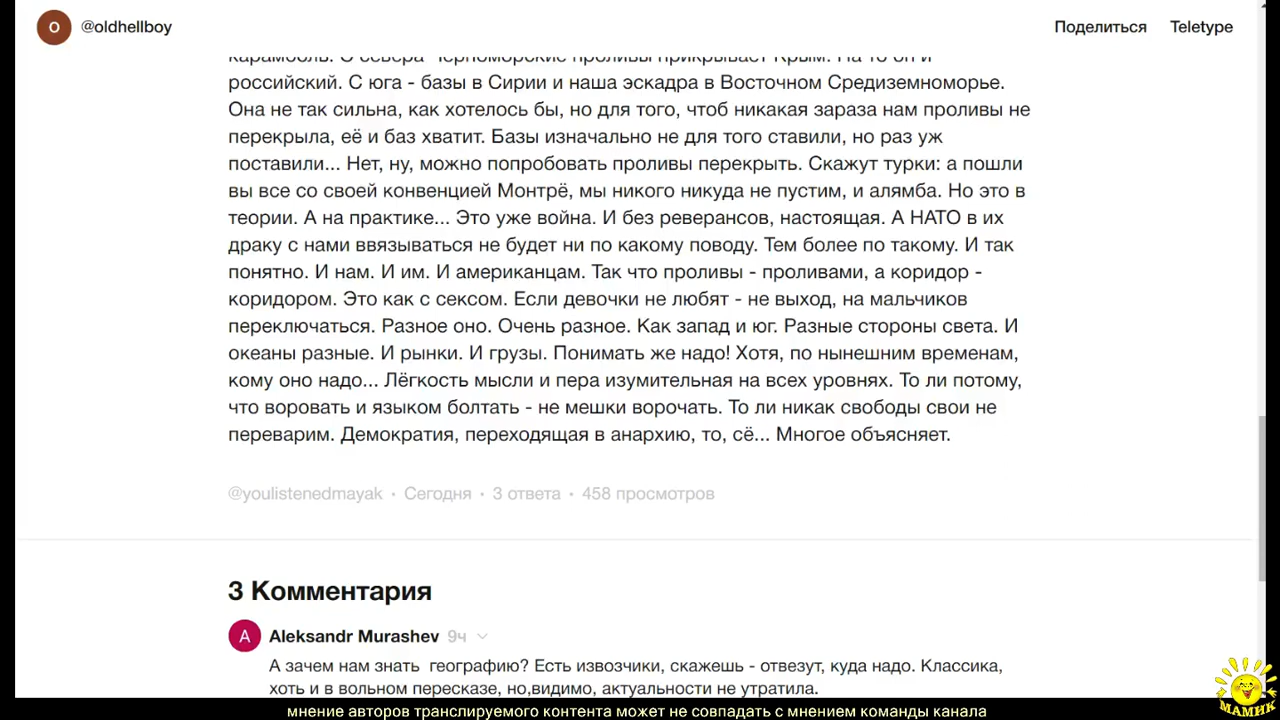 O
@oldhellboy
Поделиться
Teletype
карамболь. С севера Черноморские проливы прикрывает Крым. На то он и
российский. С юга - базы в Сирии и наша эскадра в Восточном Средиземноморье.
Она не так сильна, как хотелось бы, но для того, чтоб никакая зараза нам проливы не
перекрыла, её и баз хватит. Базы изначально не для того ставили, но раз уж
поставили... Нет, ну, можно попробовать проливы перекрыть. Скажут турки: а пошли
вы все со своей конвенцией Монтрё, мы никого никуда не пустим, и алямба. Но это в
теории. А на практике... Это уже война. И без реверансов, настоящая. А НАТО в их
драку с нами ввязываться не будет ни по какому поводу. Тем более по такому. И так
понятно. И нам. И им. И американцам. Так что проливы - проливами, а коридор -
коридором. Это как с сексом. Если девочки не любят - не выход, на мальчиков
переключаться. Разное оно. Очень разное. Как запад и юг. Разные стороны света. И
океаны разные. И рынки. И грузы. Понимать же надо! Хотя, по нынешним временам,
кому оно надо... Лёгкость мысли и пера изумительная на всех уровнях. То ли потому,
что воровать и языком болтать - не мешки ворочать. То ли никак свободы свои не
переварим. Демократия, переходящая в анархию, то, сё... Многое объясняет.
@youlistenedmayak · Сегодня · 3 ответа · 458 просмотров
3 Комментария
A
Aleksandr Murashev 9ч
А зачем нам знать географию? Есть извозчики, скажешь - отвезут, куда надо. Классика,
хоть и в вольном пересказе, но,видимо, актуальности не утратила.
МАМИК
мнение авторов транслируемого контента может не совпадать с мнением команды канала